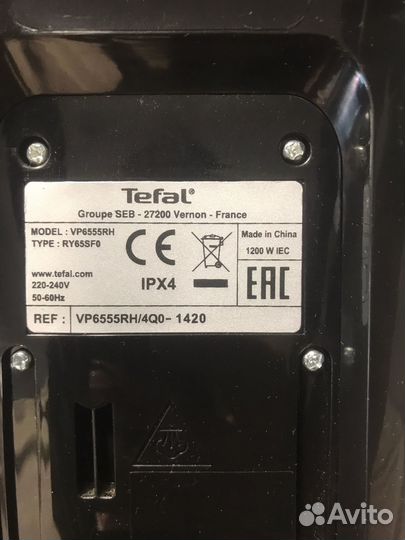 Tefal
Groupe SEB - 27200 Vernon - France
MODEL : VP6555RH
TYPE : RY65SF0
Made in China
1200 W IEC
www.tefal.com
220-240V
50-60Hz
IPX4
EAC
REF : VP6555RH/4Q0- 1420
Avito